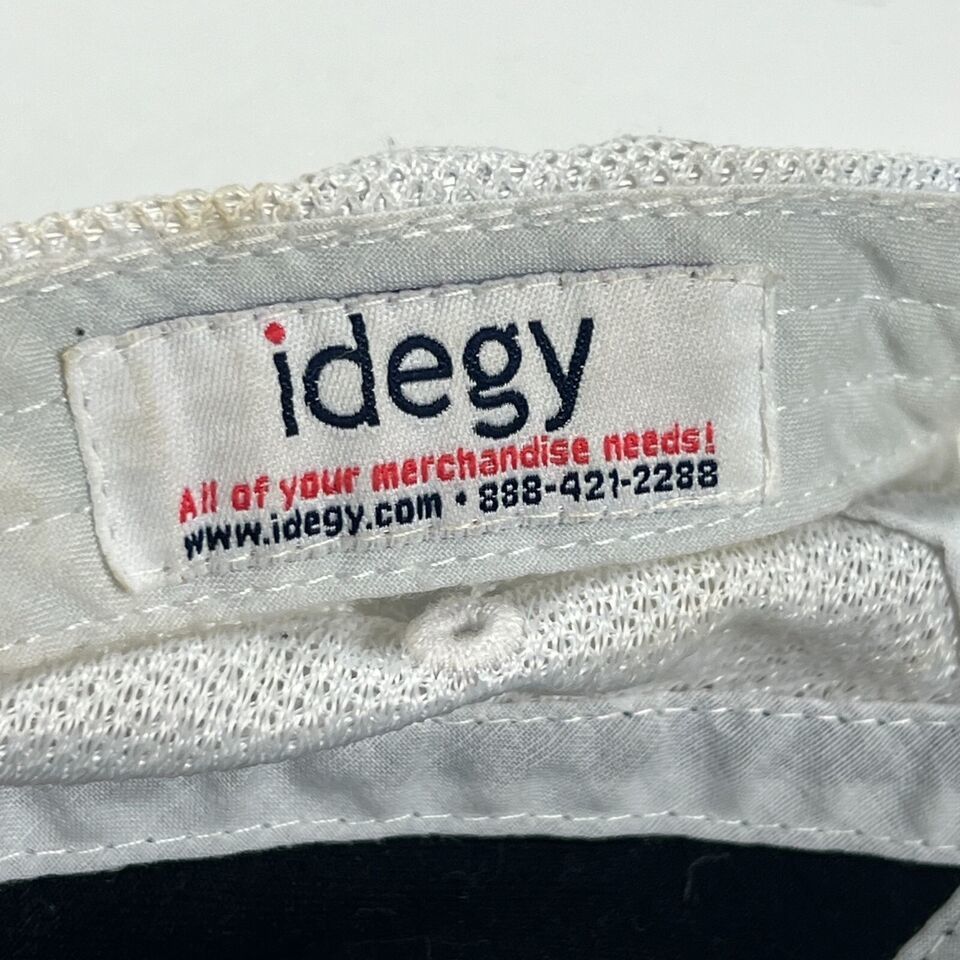 idegy
All of your merchandise needs!
www.idegy.com • 888-421-2288